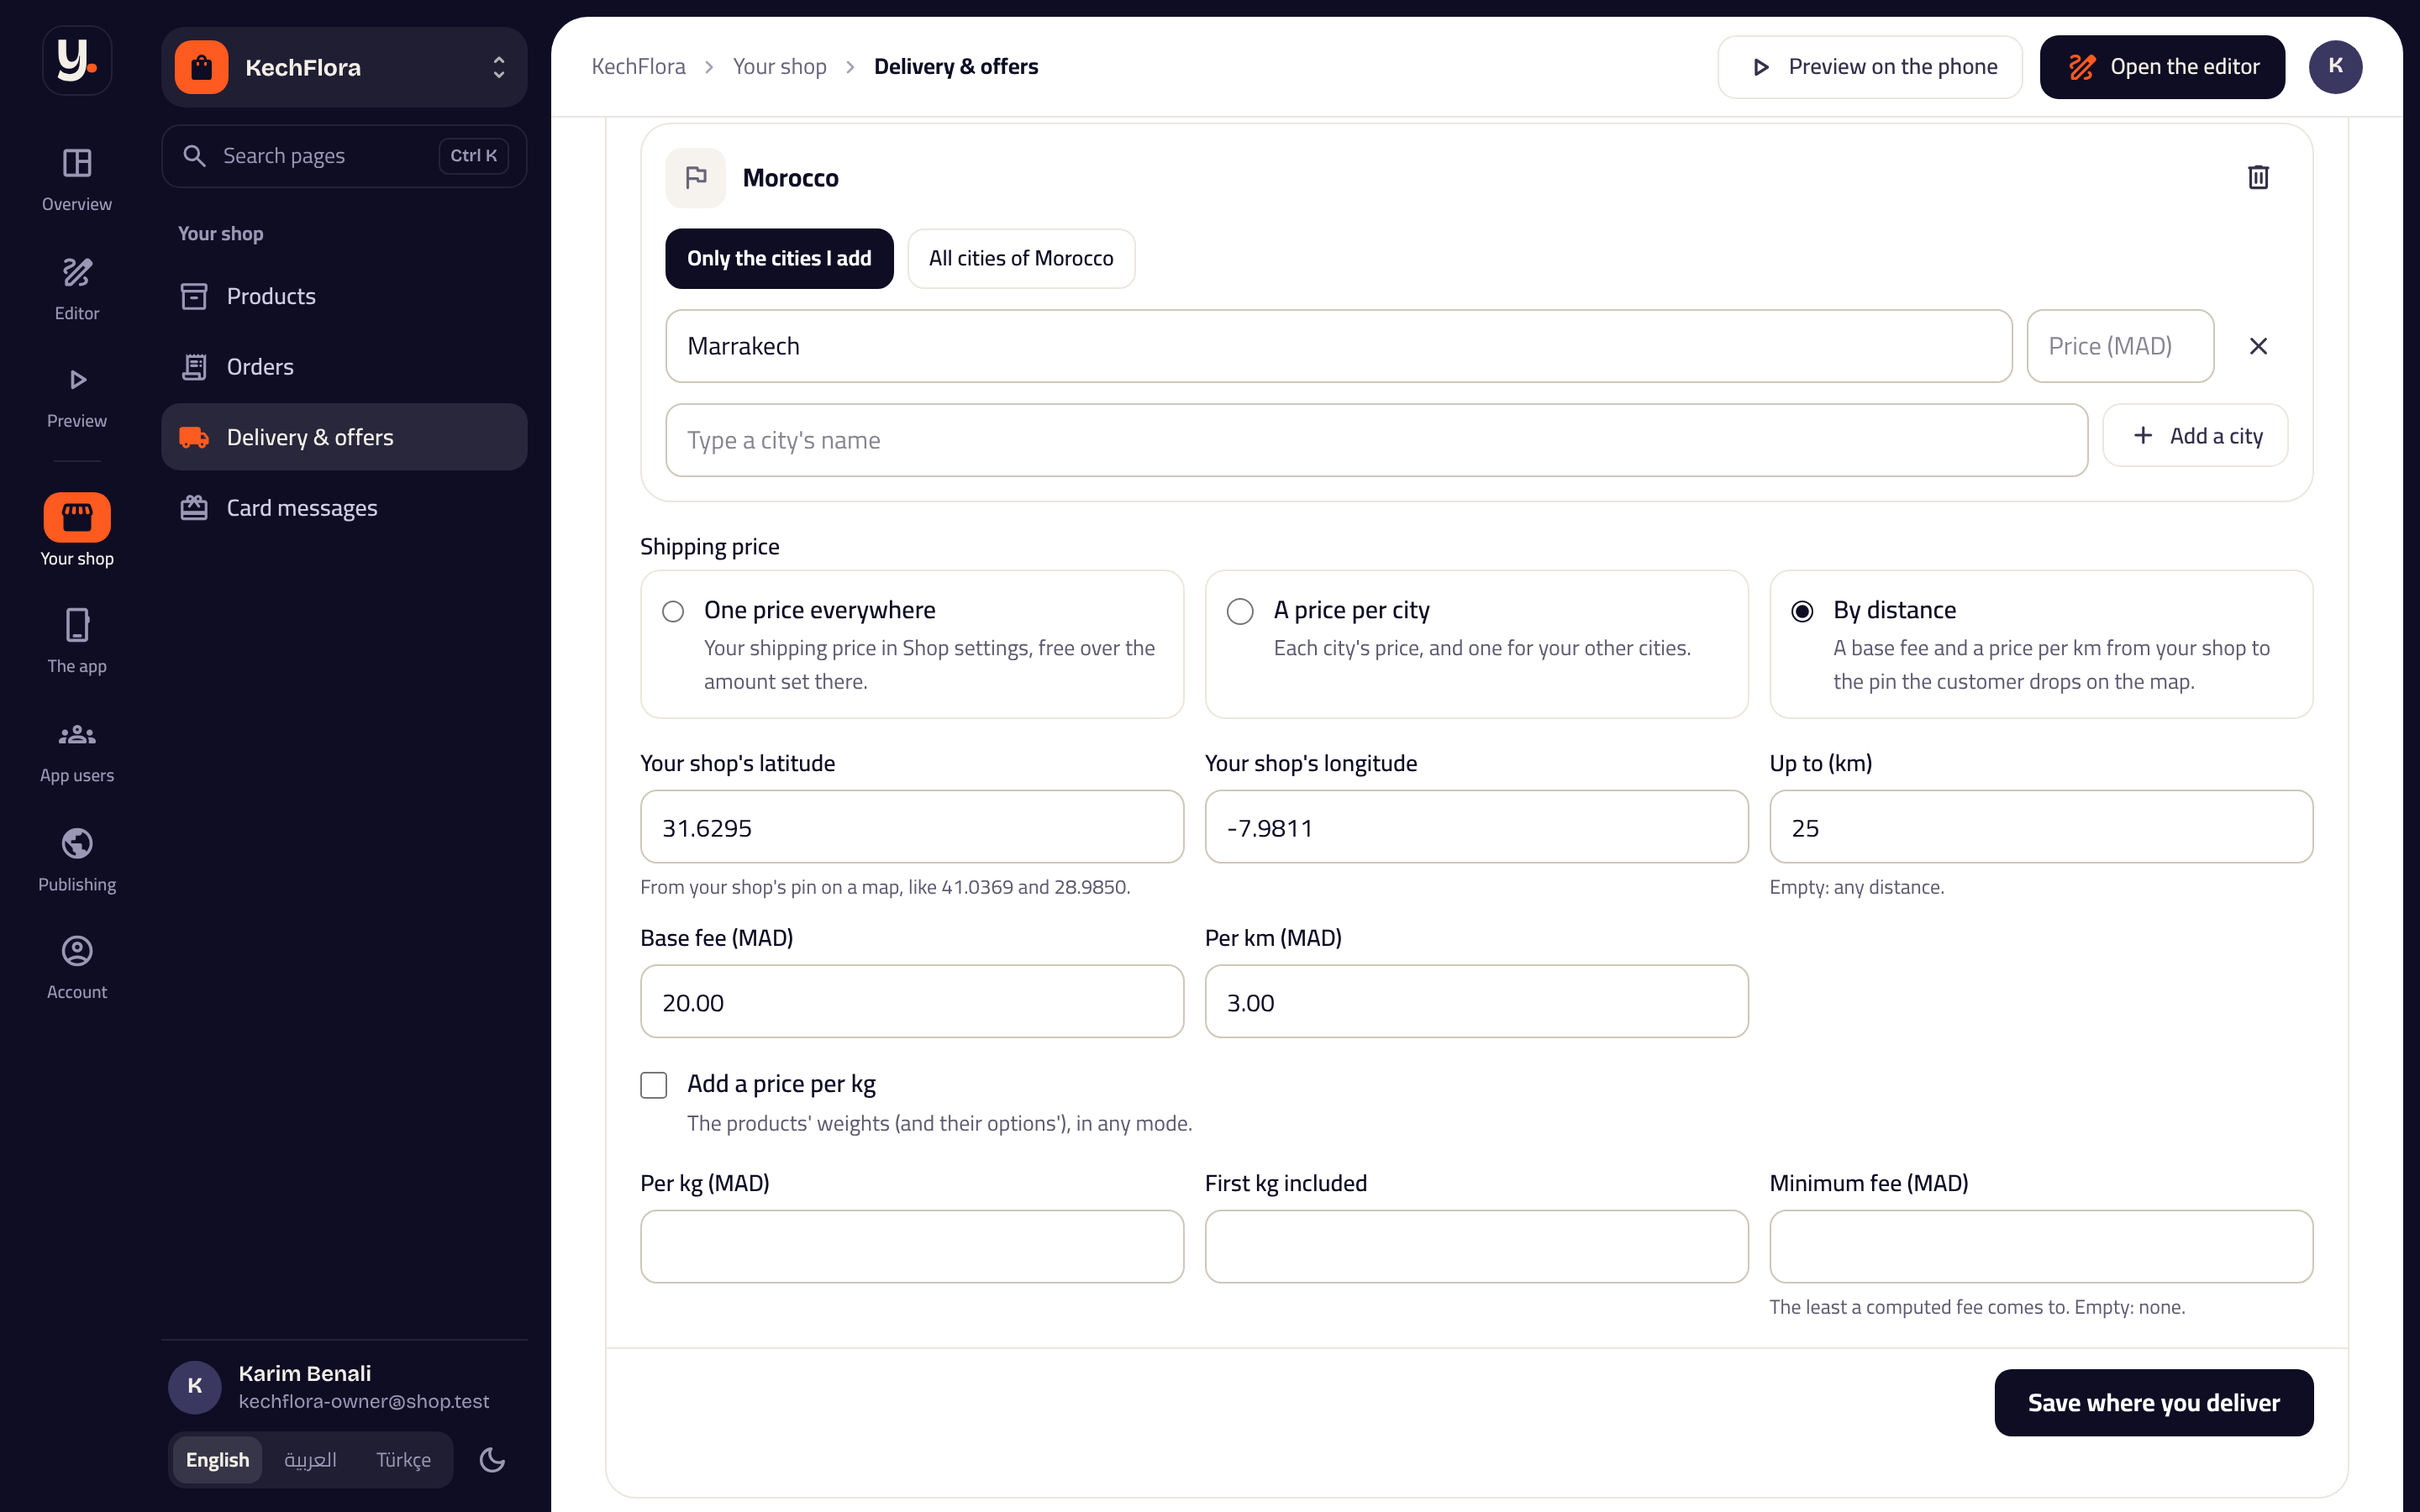 y.
KechFlora
Search pages
Ctrl K
Overview
Editor
Preview
Your shop
The app
App users
Publishing
Account
Your shop
Products
Orders
Delivery & offers
Card messages
K
Karim Benali
kechflora-owner@shop.test
English
العربية
Türkçe
KechFlora
Your shop
Delivery & offers
Preview on the phone
Open the editor
K
Morocco
Only the cities I add
All cities of Morocco
Marrakech
Price (MAD)
Type a city's name
Add a city
Shipping price
One price everywhere
Your shipping price in Shop settings, free over the
amount set there.
A price per city
Each city's price, and one for your other cities.
By distance
A base fee and a price per km from your shop to
the pin the customer drops on the map.
Your shop's latitude
31.6295
From your shop's pin on a map, like 41.0369 and 28.9850.
Your shop's longitude
-7.9811
Up to (km)
25
Empty: any distance.
Base fee (MAD)
20.00
Per km (MAD)
3.00
Add a price per kg
The products' weights (and their options'), in any mode.
Per kg (MAD)
First kg included
Minimum fee (MAD)
The least a computed fee comes to. Empty: none.
Save where you deliver